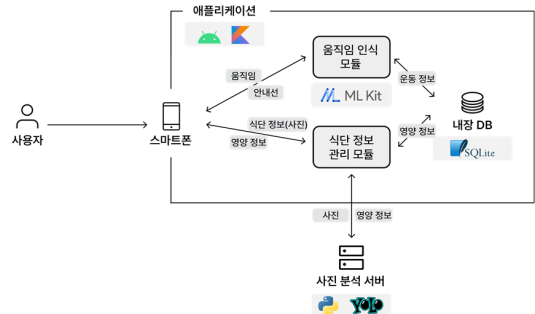 애플리케이션
움직임 인식
모듈
움직임
안내선
운동 정보
ML Kit
사용자
스마트폰
식단 정보(사진)
영양 정보
식단 정보
관리 모듈
영양 정보
내장 DB
SQLite
사진
영양 정보
사진 분석 서버
YOLO